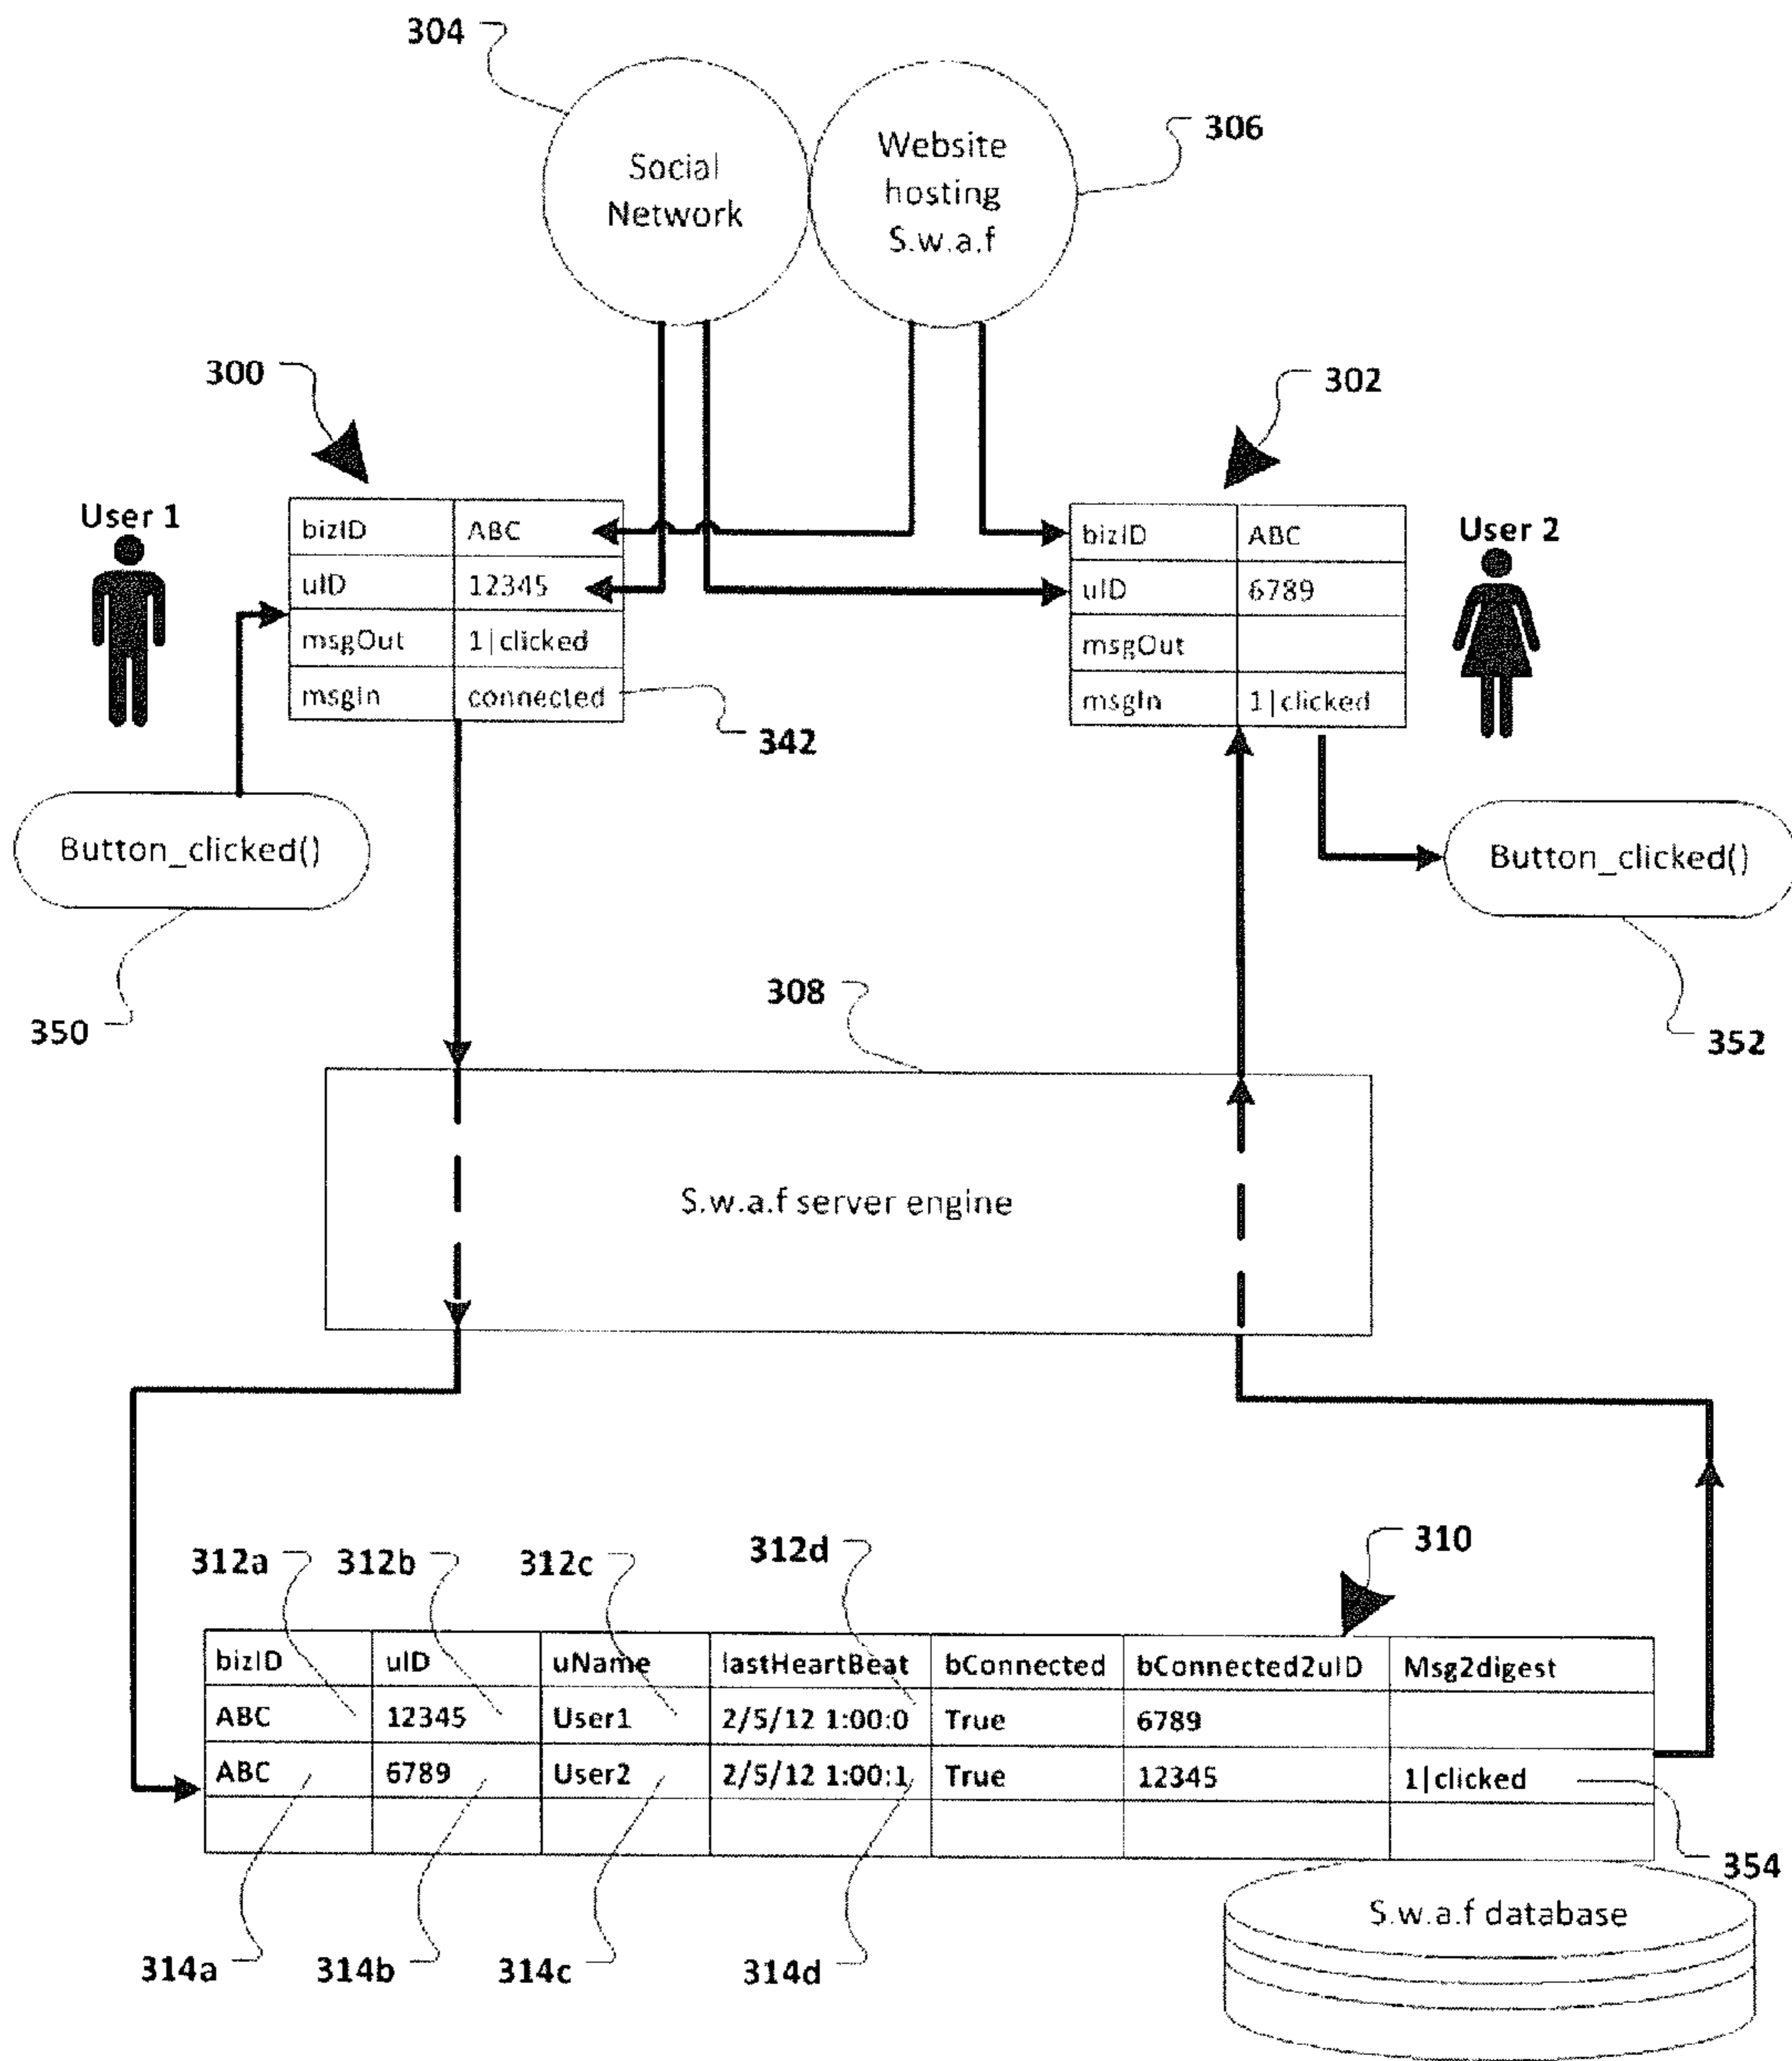 304
306
Social
Network
Website
hosting
S.w.a.f
300
302
User 1
bizID ABC
uID 12345
msgOut 1|clicked
msgIn connected
342
bizID ABC
uID 6789
msgOut
msgIn 1|clicked
User 2
Button_clicked()
350
Button_clicked()
352
308
S.w.a.f server engine
310
312a 312b 312c 312d
bizID uID uName lastHeartBeat bConnected bConnected2uID Msg2digest
ABC 12345 User1 2/5/12 1:00:0 True 6789
ABC 6789 User2 2/5/12 1:00:1 True 12345 1|clicked
354
S.w.a.f database
314a 314b 314c 314d